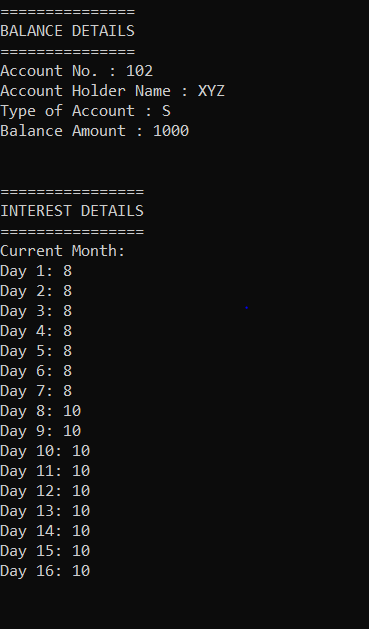 ===============
BALANCE DETAILS
===============
Account No. : 102
Account Holder Name : XYZ
Type of Account : S
Balance Amount : 1000
================
INTEREST DETAILS
================
Current Month:
Day 1: 8
Day 2: 8
Day 3: 8
Day 4: 8
Day 5: 8
Day 6: 8
Day 7: 8
Day 8: 10
Day 9: 10
Day 10: 10
Day 11: 10
Day 12: 10
Day 13: 10
Day 14: 10
Day 15: 10
Day 16: 10